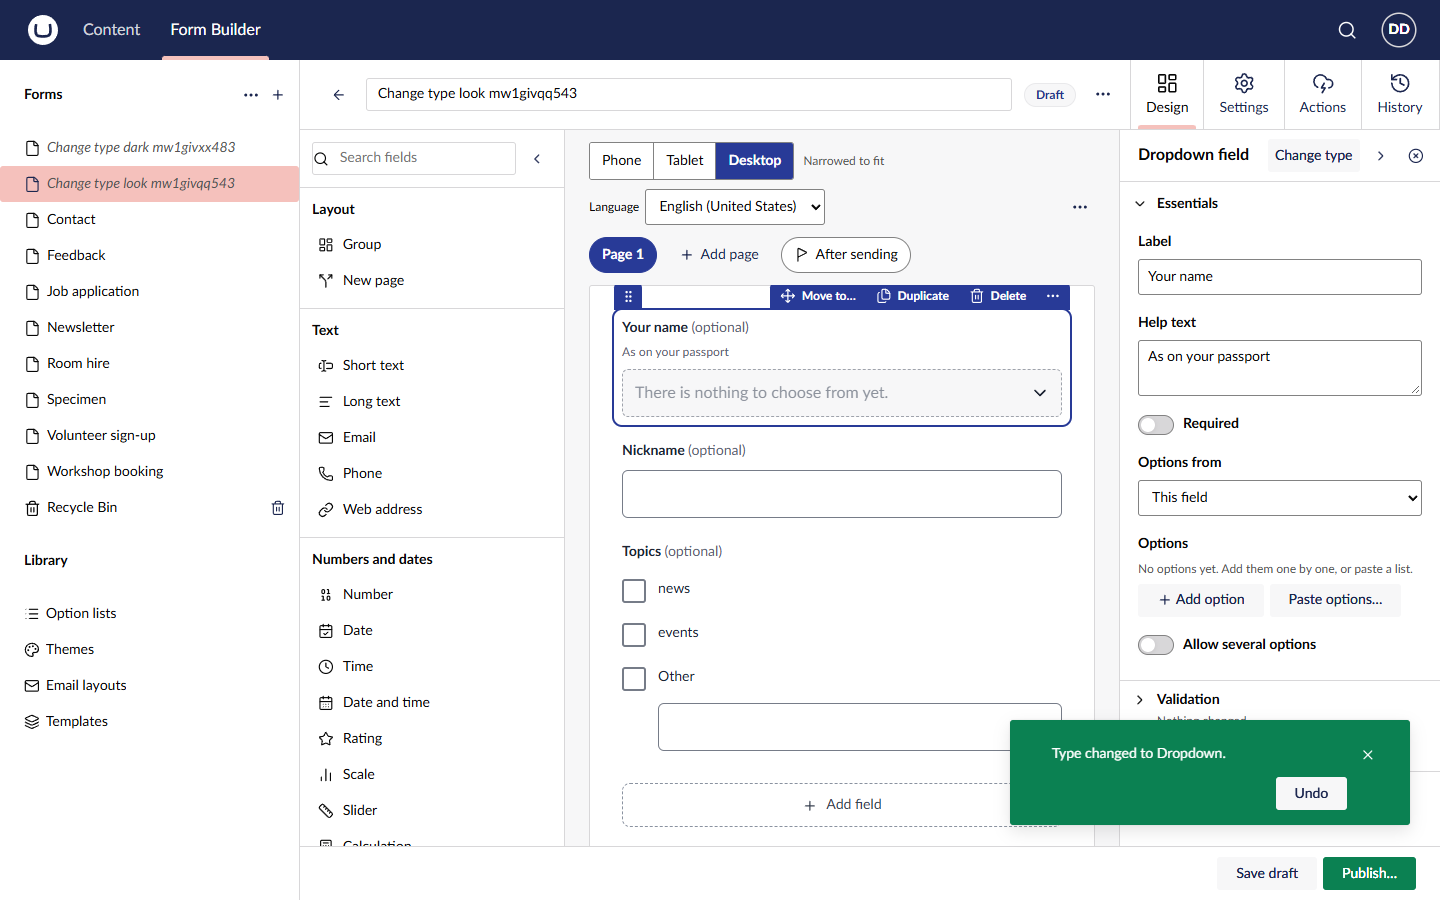 Content
Form Builder
DD
Forms
Change type dark mw1givxx483
Change type look mw1givqq543
Contact
Feedback
Job application
Newsletter
Room hire
Specimen
Volunteer sign-up
Workshop booking
Recycle Bin
Library
Option lists
Themes
Email layouts
Templates
Change type look mw1givqq543
Draft
Design
Settings
Actions
History
Search fields
Layout
Group
New page
Text
Short text
Long text
Email
Phone
Web address
Numbers and dates
Number
Date
Time
Date and time
Rating
Scale
Slider
Calculation
Phone
Tablet
Desktop
Narrowed to fit
Language
English (United States)
Page 1
Add page
After sending
Move to...
Duplicate
Delete
Your name (optional)
As on your passport
There is nothing to choose from yet.
Nickname (optional)
Topics (optional)
news
events
Other
Add field
Dropdown field
Change type
Essentials
Label
Your name
Help text
As on your passport
Required
Options from
This field
Options
No options yet. Add them one by one, or paste a list.
Add option
Paste options...
Allow several options
Validation
Nothing changed
Type changed to Dropdown.
Undo
Save draft
Publish...